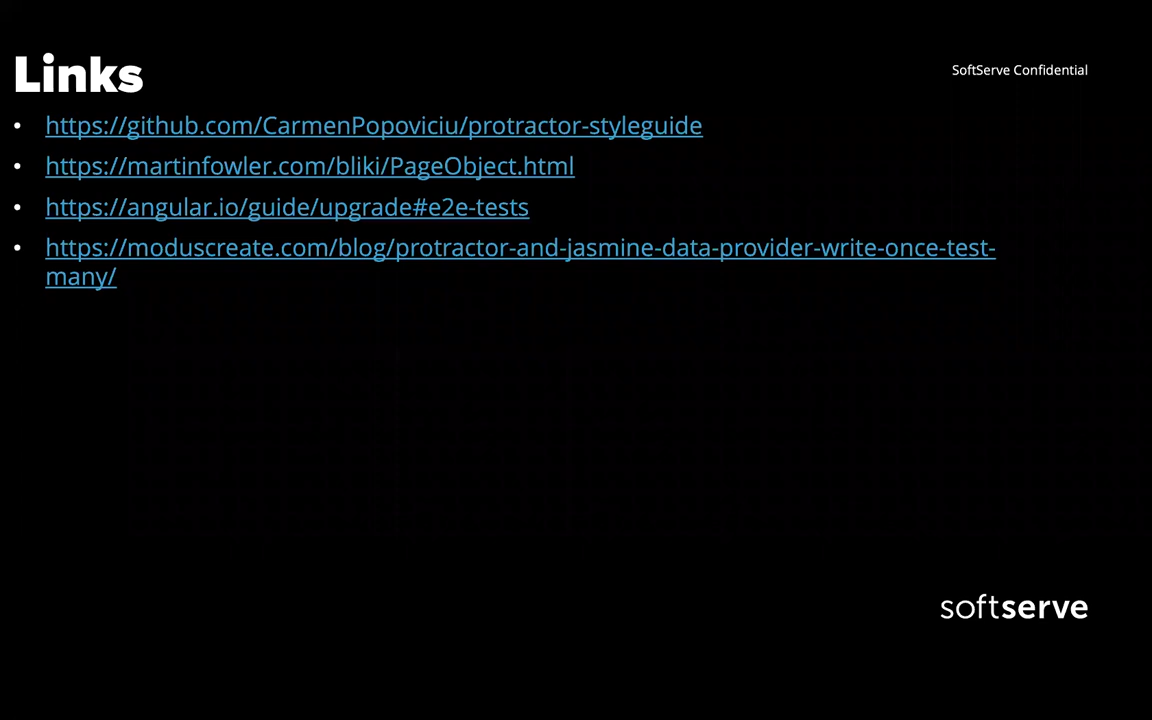 Links
SoftServe Confidential
• https://github.com/CarmenPopoviciu/protractor-styleguide
• https://martinfowler.com/bliki/PageObject.html
• https://angular.io/guide/upgrade#e2e-tests
• https://moduscreate.com/blog/protractor-and-jasmine-data-provider-write-once-test-
many/
softserve